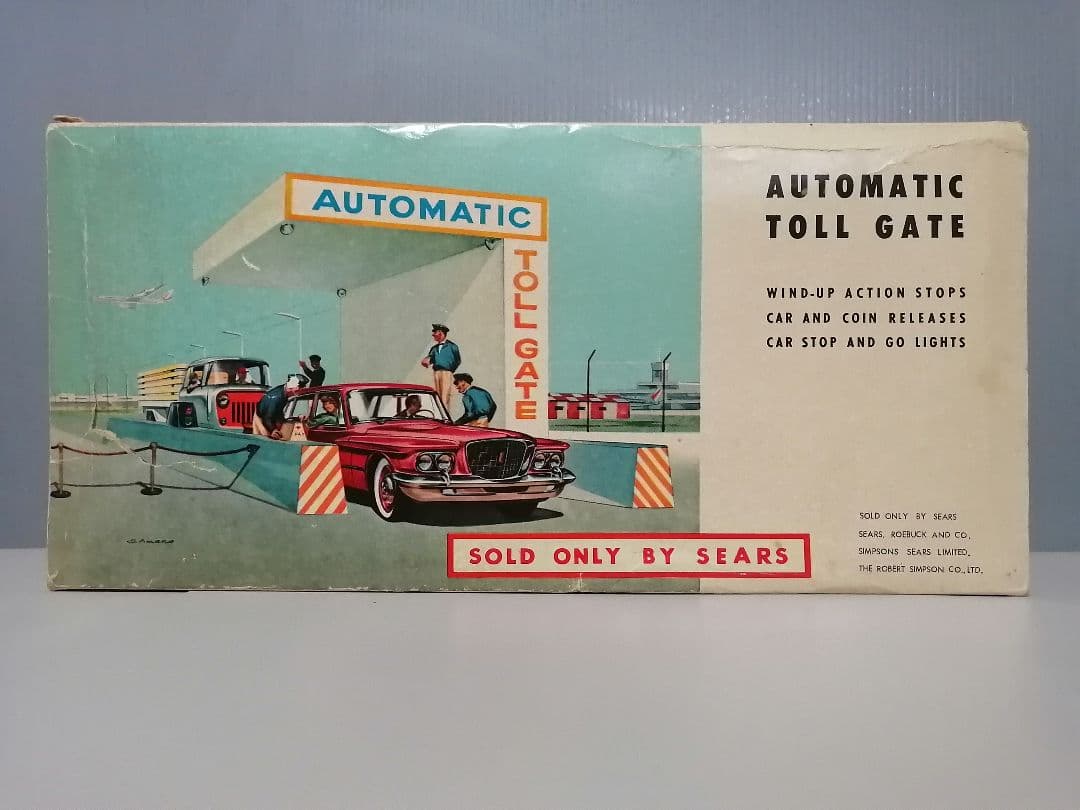 AUTOMATIC
TOLL GATE
AUTOMATIC
TOLL GATE
WIND-UP ACTION STOPS
CAR AND COIN RELEASES
CAR STOP AND GO LIGHTS
SOLD ONLY BY SEARS
SOLD ONLY BY SEARS
SEARS, ROEBUCK AND CO.
SIMPSONS SEARS LIMITED.
THE ROBERT SIMPSON CO., LTD.